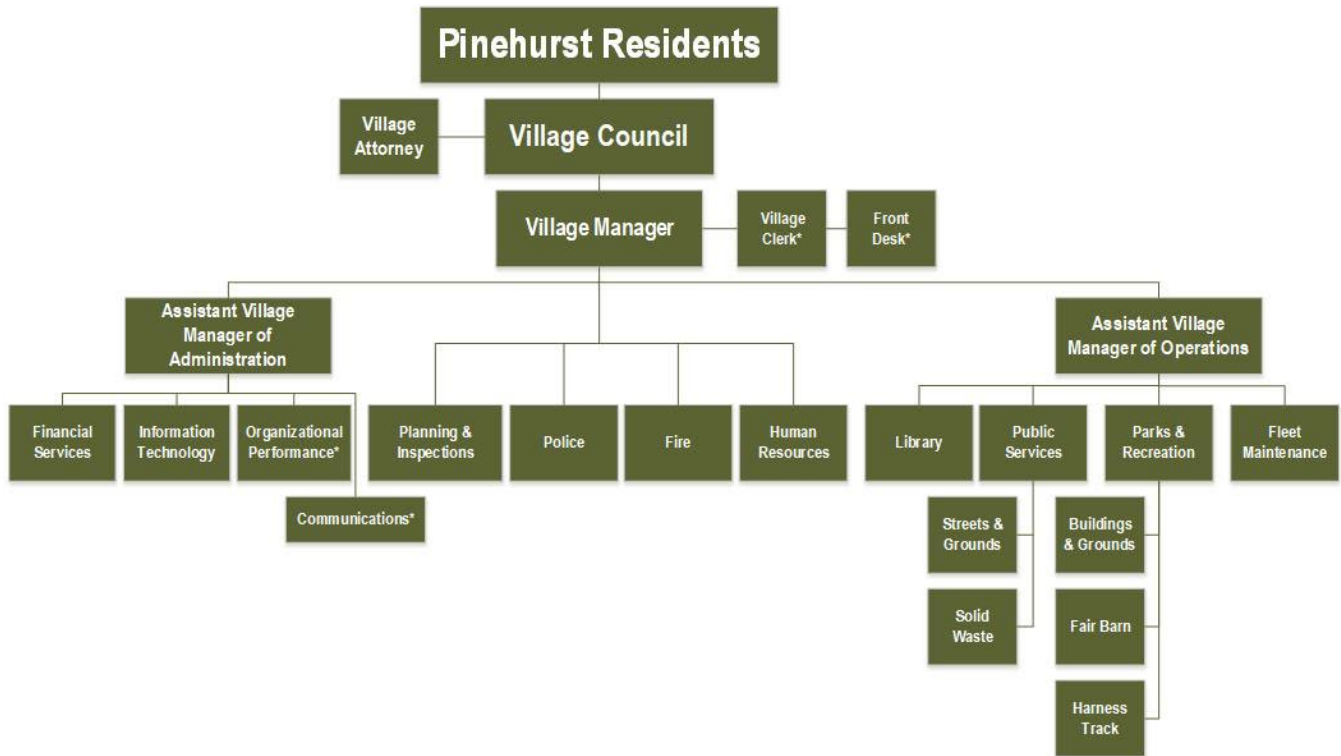 Pinehurst Residents
Village
Attorney
Village Council
Village Manager
Village
Clerk*
Front
Desk*
Assistant Village
Manager of
Administration
Assistant Village
Manager of Operations
Financial
Services
Information
Technology
Organizational
Performance*
Planning &
Inspections
Police
Fire
Human
Resources
Library
Public
Services
Parks &
Recreation
Fleet
Maintenance
Communications*
Streets &
Grounds
Buildings
& Grounds
Solid
Waste
Fair Barn
Harness
Track